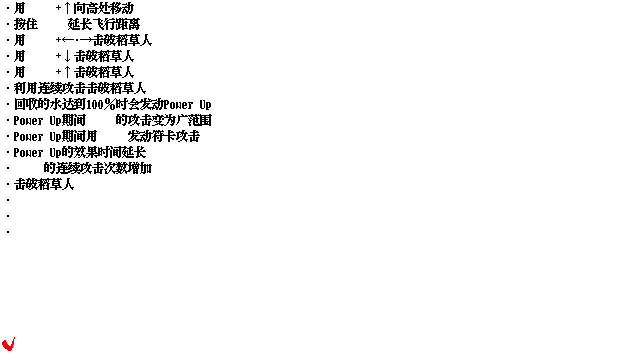 ·用 +↑向高处移动
·按住 延长飞行距离
·用 +←·→击破稻草人
·用 +↓击破稻草人
·用 +↑击破稻草人
·利用连续攻击击破稻草人
·回收的水达到100%时会发动Power Up
·Power Up期间 的攻击变为广范围
·Power Up期间用 发动符卡攻击
·Power Up的效果时间延长
· 的连续攻击次数增加
·击破稻草人
·
·
·